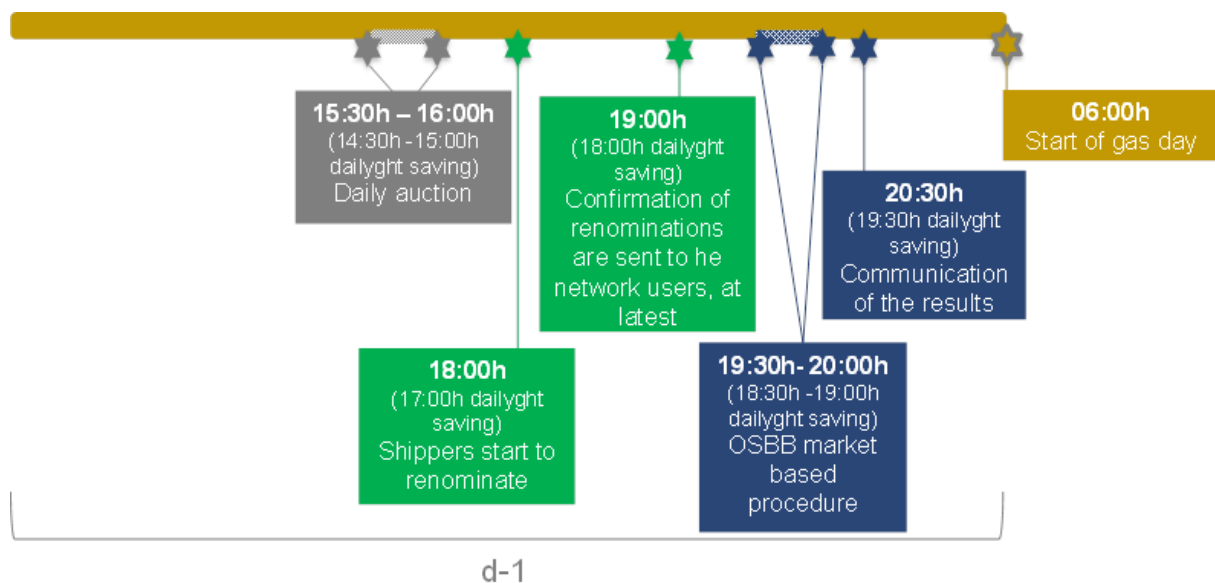 15:30h – 16:00h
(14:30h -15:00h
dailyght saving)
Daily auction
18:00h
(17:00h dailyght
saving)
Shippers start to
renominate
19:00h
(18:00h dailyght
saving)
Confirmation of
renominations
are sent to he
network users, at
latest
19:30h- 20:00h
(18:30h -19:00h
dailyght saving)
OSBB market
based
procedure
20:30h
(19:30h dailyght
saving)
Communication
of the results
06:00h
Start of gas day
d-1